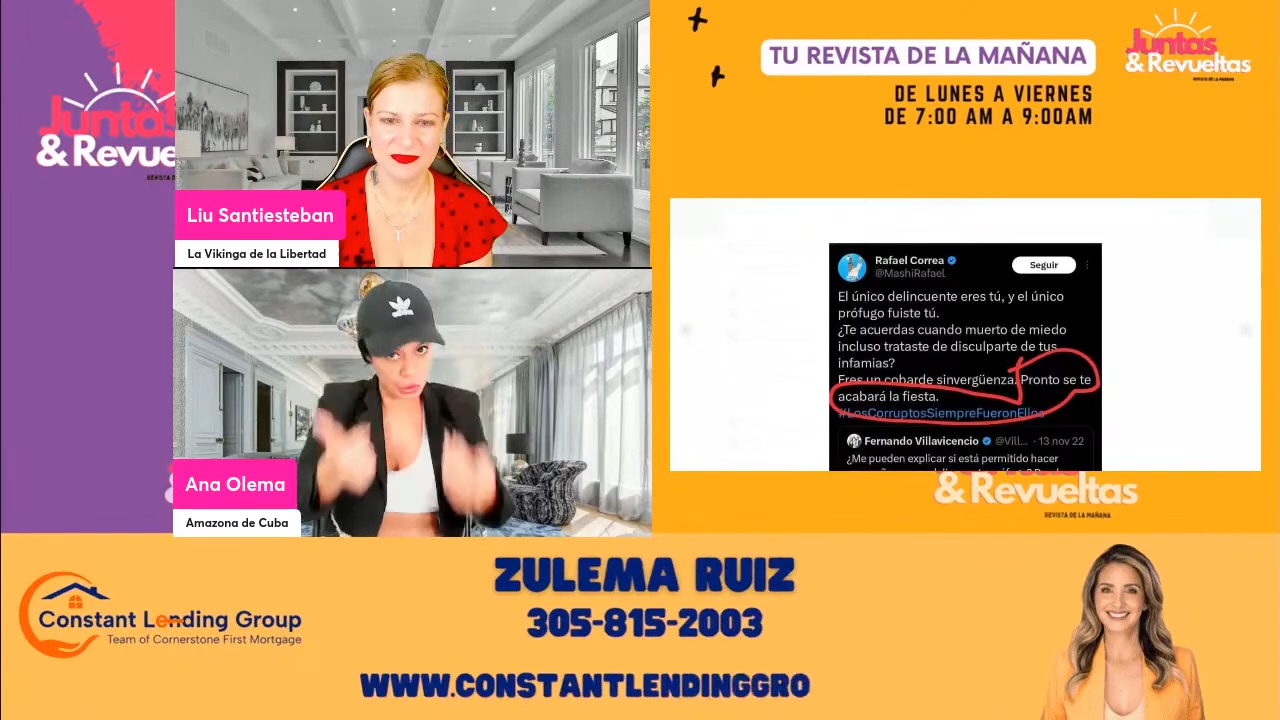 Juntas
& Revue
REVISTA D
Liu Santiesteban
La Vikinga de la Libertad
Ana Olema
Amazona de Cuba
TU REVISTA DE LA MAÑANA
DE LUNES A VIERNES
DE 7:00 AM A 9:00AM
Juntas
& Revueltas
REVISTA DE LA MAÑANA
Rafael Correa
@MashiRafael
Seguir
El único delincuente eres tú, y el único
prófugo fuiste tú.
¿Te acuerdas cuando muerto de miedo
incluso trataste de disculparte de tus
infamias?
Eres un cobarde sinvergüenza. Pronto se te
acabará la fiesta.
#LosCorruptosSiempreFueronEllos
Fernando Villavicencio @Vill... · 13 nov 22
¿Me pueden explicar si está permitido hacer
& Revueltas
REVISTA DE LA MAÑANA
Constant Lending Group
Team of Cornerstone First Mortgage
ZULEMA RUIZ
305-815-2003
WWW.CONSTANTLENDINGGRO